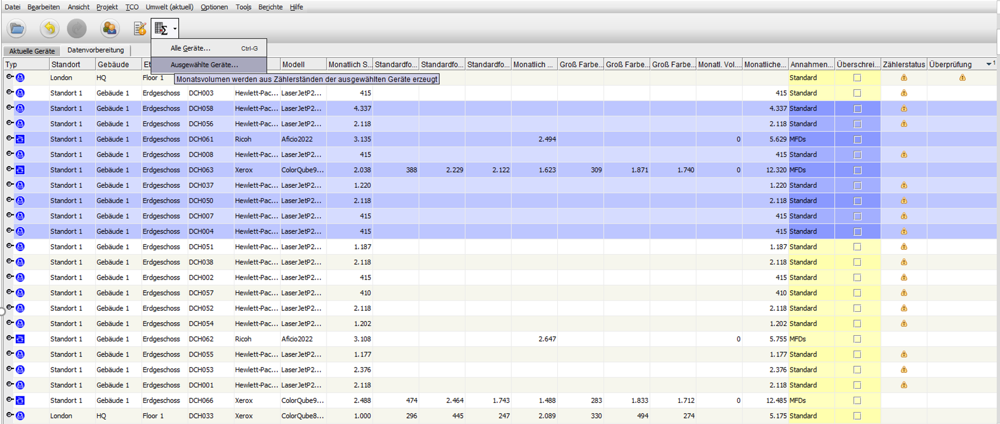 Datei Bearbeiten Ansicht Projekt TCO Umwelt (aktuell) Optionen Tools Berichte Hilfe
Alle Geräte... Ctrl-G
Aktuelle Geräte Datenvorbereitung
Ausgewählte Geräte...
Typ Standort Gebäude Et Modell Monatlich S... Standardfo... Standardfo... Standardfo... Monatlich ... Groß Farbe... Groß Farbe... Groß Farbe... Monatl. Vol.... Monatliche... Annahmen... Überschrei... Zählerstatus Überprüfung 1
London HQ Floor 1 Standard
Monatsvolumen werden aus Zählerständen der ausgewählten Geräte erzeugt
Standort 1 Gebäude 1 Erdgeschoss DCH003 Hewlett-Pac... LaserJetP2... 415 415 Standard
Standort 1 Gebäude 1 Erdgeschoss DCH058 Hewlett-Pac... LaserJetP2... 4.337 4.337 Standard
Standort 1 Gebäude 1 Erdgeschoss DCH056 Hewlett-Pac... LaserJetP2... 2.118 2.118 Standard
Standort 1 Gebäude 1 Erdgeschoss DCH061 Ricoh Aficio2022 3.135 2.494 0 5.629 MFDs
Standort 1 Gebäude 1 Erdgeschoss DCH008 Hewlett-Pac... LaserJetP2... 415 415 Standard
Standort 1 Gebäude 1 Erdgeschoss DCH063 Xerox ColorQube9... 2.038 388 2.229 2.122 1.623 309 1.871 1.740 0 12.320 MFDs
Standort 1 Gebäude 1 Erdgeschoss DCH037 Hewlett-Pac... LaserJetP2... 1.220 1.220 Standard
Standort 1 Gebäude 1 Erdgeschoss DCH050 Hewlett-Pac... LaserJetP2... 2.118 2.118 Standard
Standort 1 Gebäude 1 Erdgeschoss DCH007 Hewlett-Pac... LaserJetP2... 415 415 Standard
Standort 1 Gebäude 1 Erdgeschoss DCH004 Hewlett-Pac... LaserJetP2... 415 415 Standard
Standort 1 Gebäude 1 Erdgeschoss DCH051 Hewlett-Pac... LaserJetP2... 1.187 1.187 Standard
Standort 1 Gebäude 1 Erdgeschoss DCH038 Hewlett-Pac... LaserJetP2... 2.118 2.118 Standard
Standort 1 Gebäude 1 Erdgeschoss DCH002 Hewlett-Pac... LaserJetP2... 415 415 Standard
Standort 1 Gebäude 1 Erdgeschoss DCH057 Hewlett-Pac... LaserJetP2... 410 410 Standard
Standort 1 Gebäude 1 Erdgeschoss DCH052 Hewlett-Pac... LaserJetP2... 2.118 2.118 Standard
Standort 1 Gebäude 1 Erdgeschoss DCH054 Hewlett-Pac... LaserJetP2... 1.202 1.202 Standard
Standort 1 Gebäude 1 Erdgeschoss DCH062 Ricoh Aficio2022 3.108 2.647 0 5.755 MFDs
Standort 1 Gebäude 1 Erdgeschoss DCH055 Hewlett-Pac... LaserJetP2... 1.177 1.177 Standard
Standort 1 Gebäude 1 Erdgeschoss DCH053 Hewlett-Pac... LaserJetP2... 2.376 2.376 Standard
Standort 1 Gebäude 1 Erdgeschoss DCH001 Hewlett-Pac... LaserJetP2... 2.118 2.118 Standard
Standort 1 Gebäude 1 Erdgeschoss DCH066 Xerox ColorQube9... 2.488 474 2.464 1.743 1.488 283 1.833 1.712 0 12.485 MFDs
London HQ Floor 1 DCH033 Xerox ColorQube8... 1.000 296 445 247 2.089 330 494 274 5.175 Standard